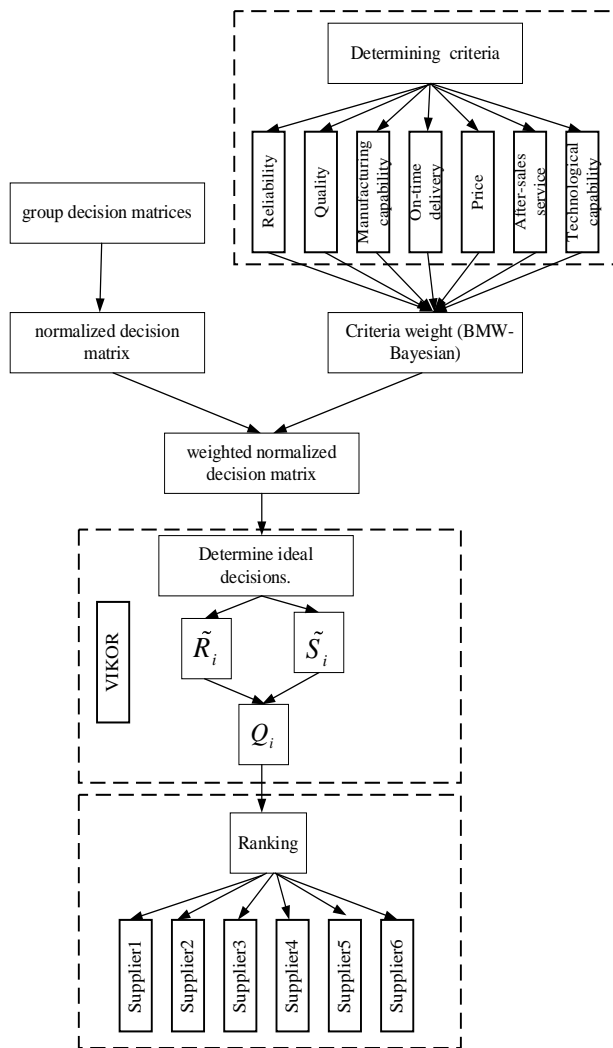 Determining criteria
Reliability
Quality
Manufacturing
capability
On-time
delivery
Price
After-sales
service
Technological
capability
group decision matrices
normalized decision
matrix
Criteria weight (BMW-
Bayesian)
weighted normalized
decision matrix
Determine ideal
decisions.
VIKOR
R̃ᵢ
S̃ᵢ
Qᵢ
Ranking
Supplier1
Supplier2
Supplier3
Supplier4
Supplier5
Supplier6